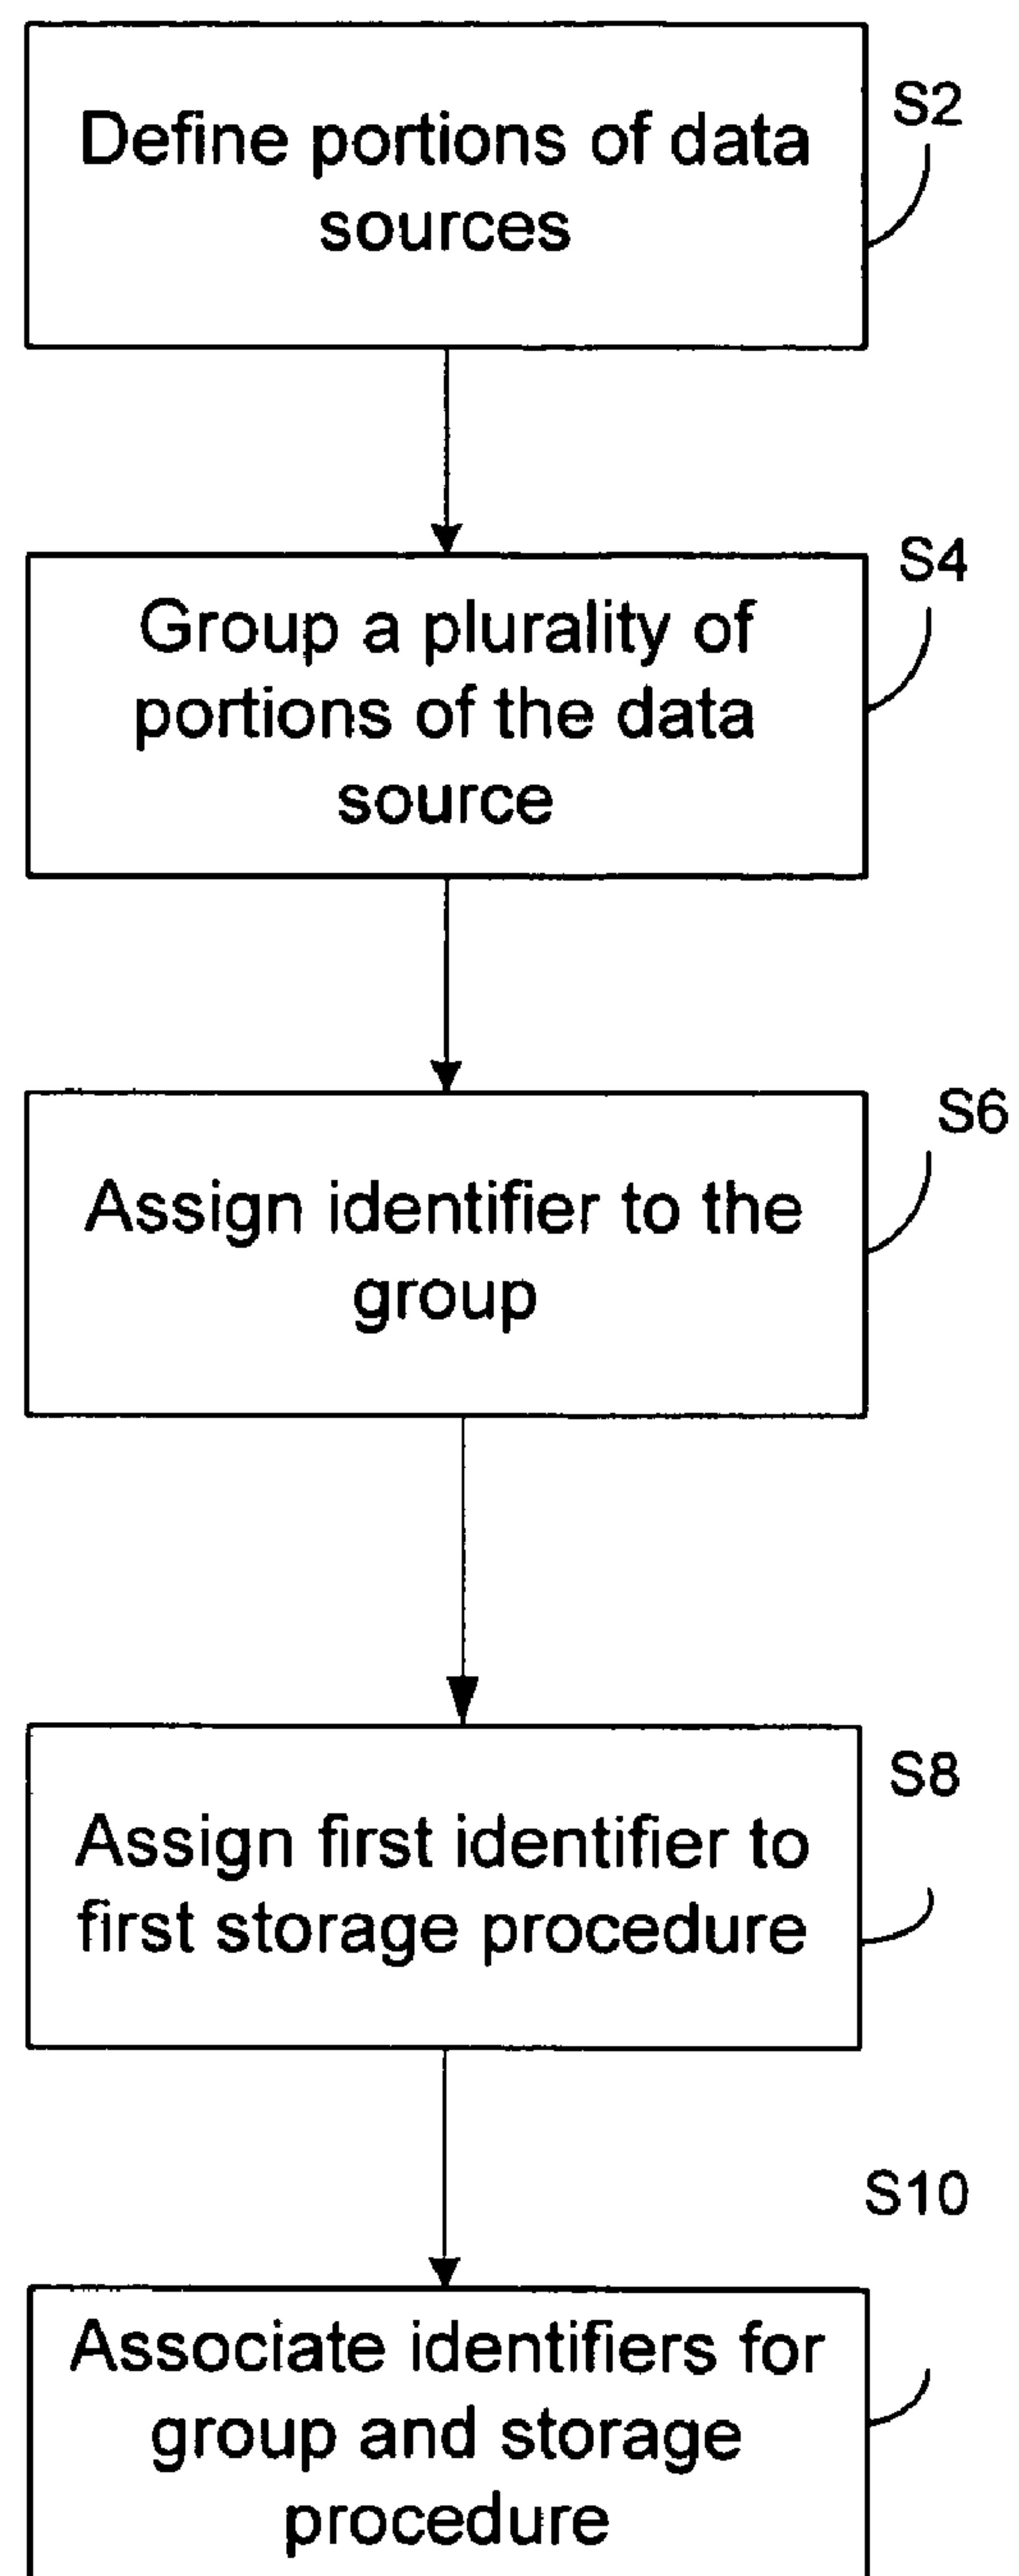 Define portions of data
sources
S2
Group a plurality of
portions of the data
source
S4
Assign identifier to the
group
S6
Assign first identifier to
first storage procedure
S8
Associate identifiers for
group and storage
procedure
S10